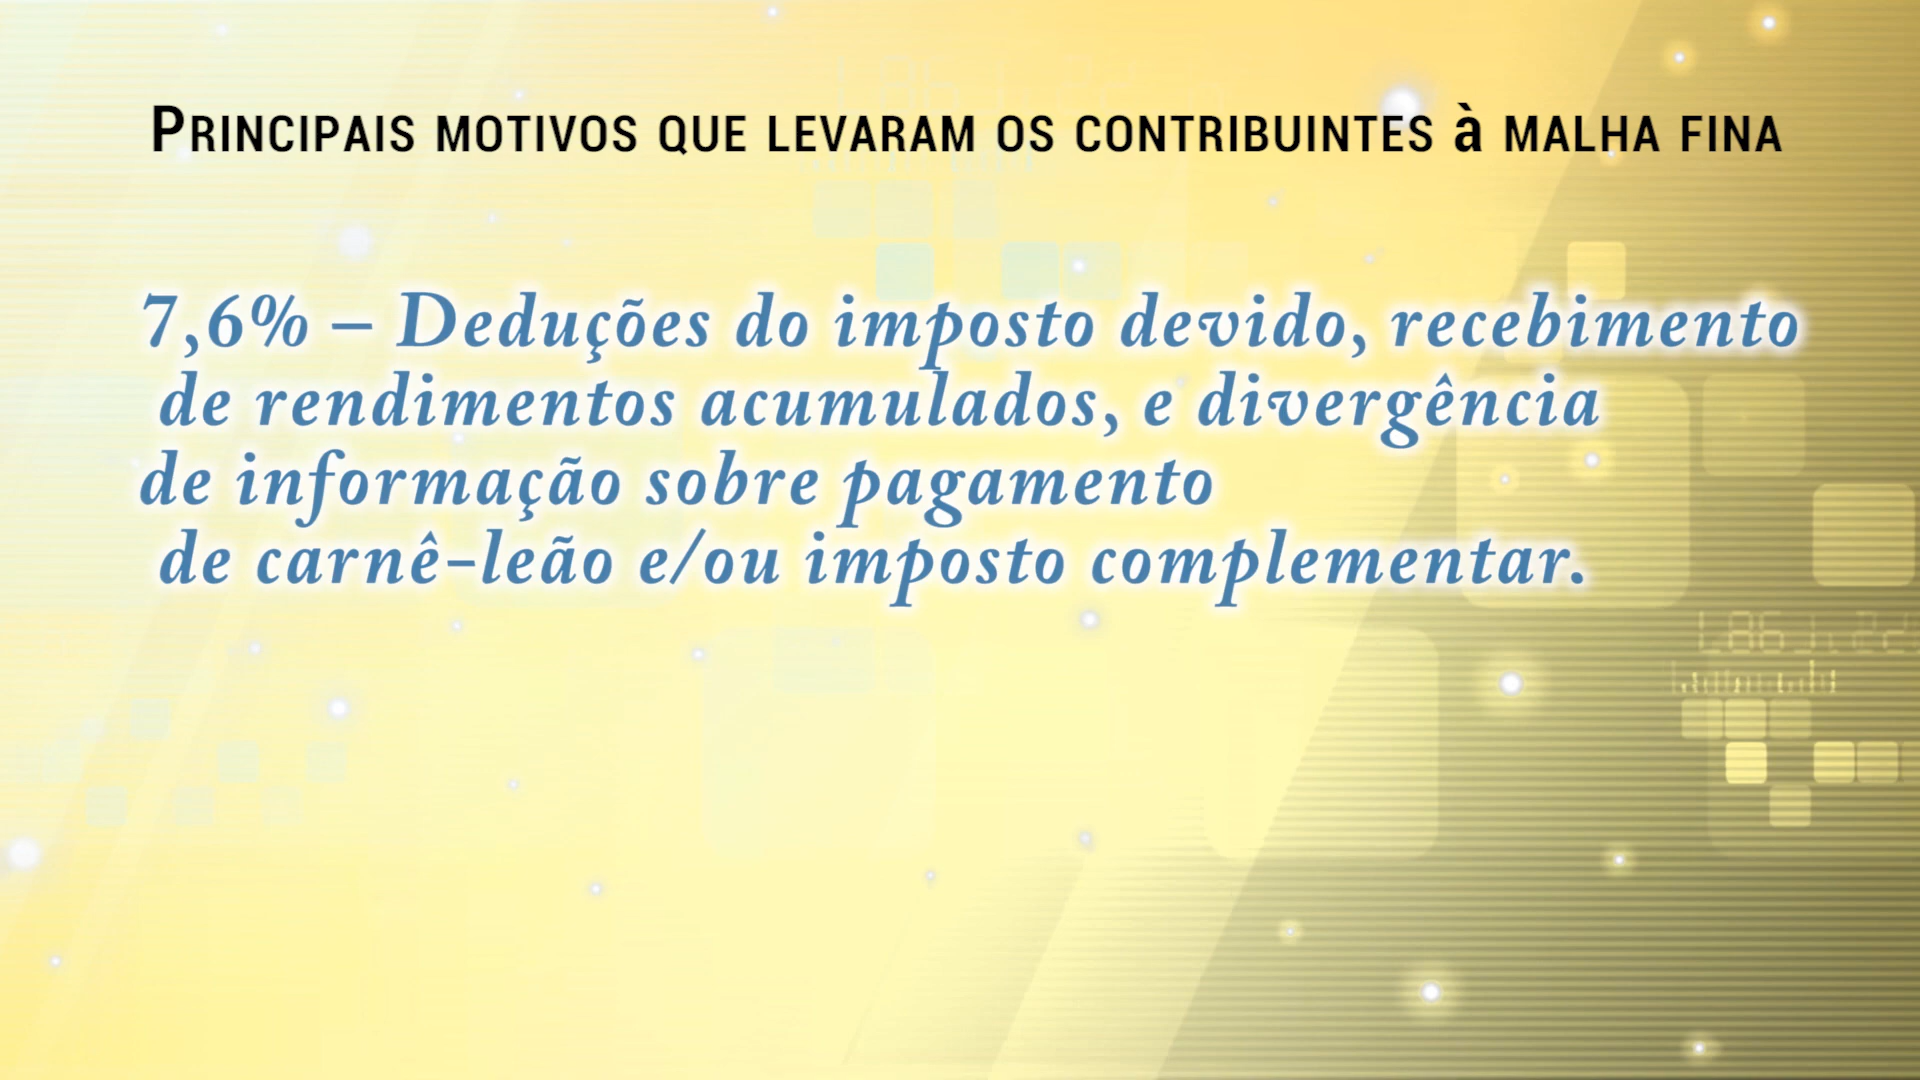 Principais motivos que levaram os contribuintes à malha fina
7,6% – Deduções do imposto devido, recebimento
de rendimentos acumulados, e divergência
de informação sobre pagamento
de carnê-leão e/ou imposto complementar.